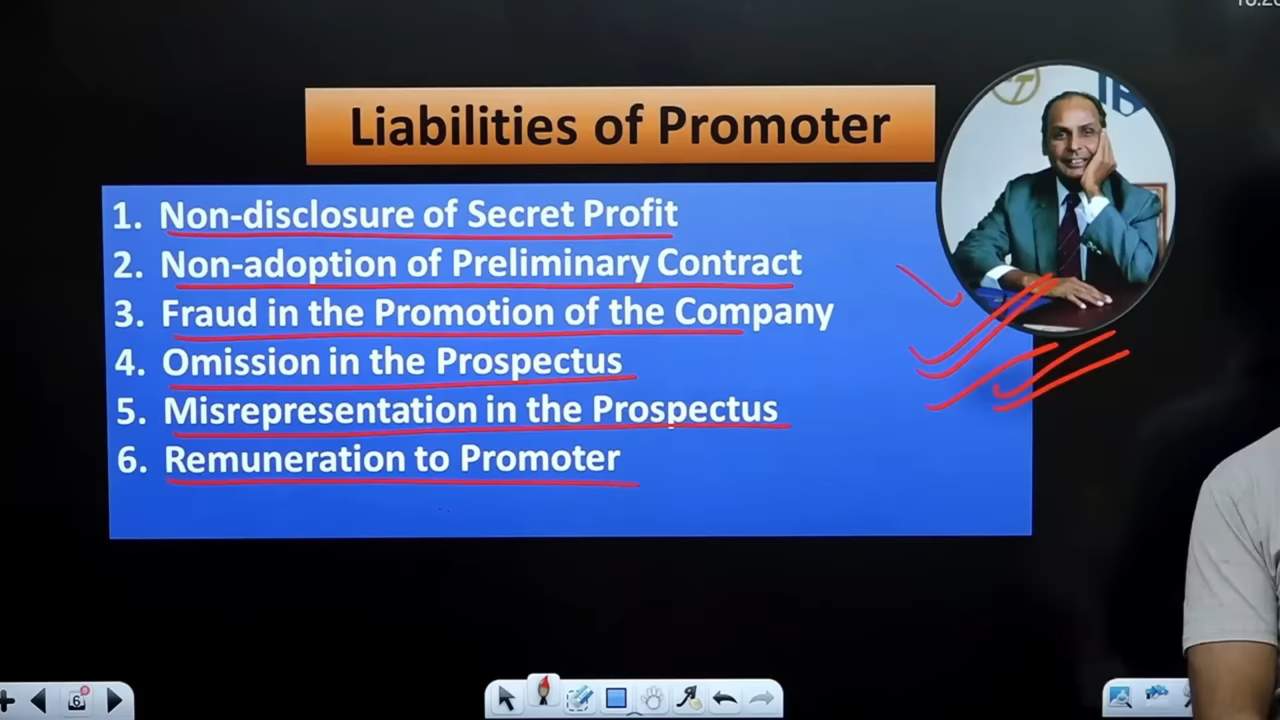 Liabilities of Promoter
1. Non-disclosure of Secret Profit
2. Non-adoption of Preliminary Contract
3. Fraud in the Promotion of the Company
4. Omission in the Prospectus
5. Misrepresentation in the Prospectus
6. Remuneration to Promoter
6